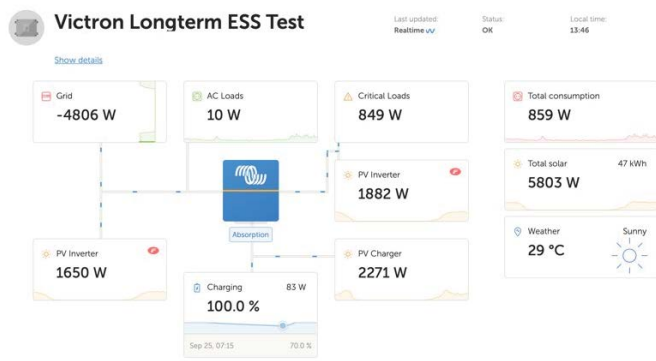 Victron Longterm ESS Test
Last updated:
Realtime
Status:
OK
Local time:
13:46
Show details
Grid
-4806 W
AC Loads
10 W
Critical Loads
849 W
Total consumption
859 W
PV Inverter
1882 W
Total solar
47 kWh
5803 W
Absorption
Weather
Sunny
29 °C
PV Inverter
1650 W
PV Charger
2271 W
Charging
83 W
100.0 %
Sep 25, 07:15
70.0 %